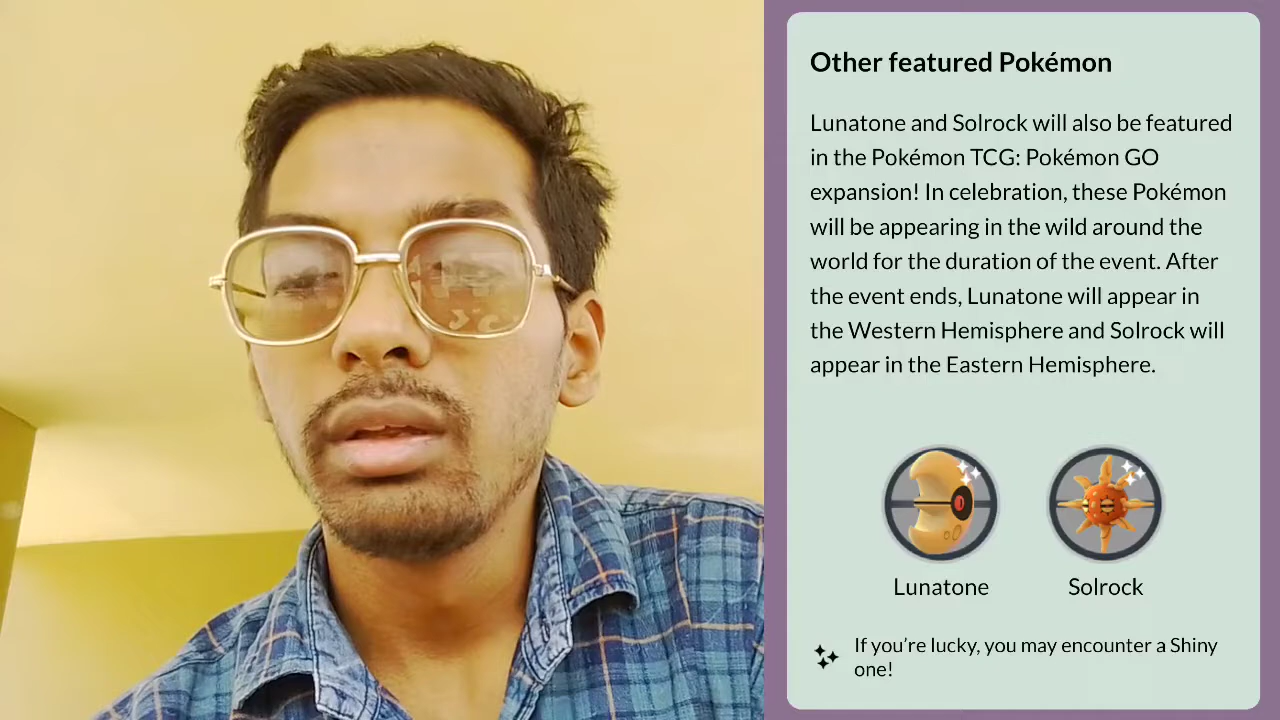 Other featured Pokémon
Lunatone and Solrock will also be featured
in the Pokémon TCG: Pokémon GO
expansion! In celebration, these Pokémon
will be appearing in the wild around the
world for the duration of the event. After
the event ends, Lunatone will appear in
the Western Hemisphere and Solrock will
appear in the Eastern Hemisphere.
Lunatone
Solrock
If you’re lucky, you may encounter a Shiny
one!